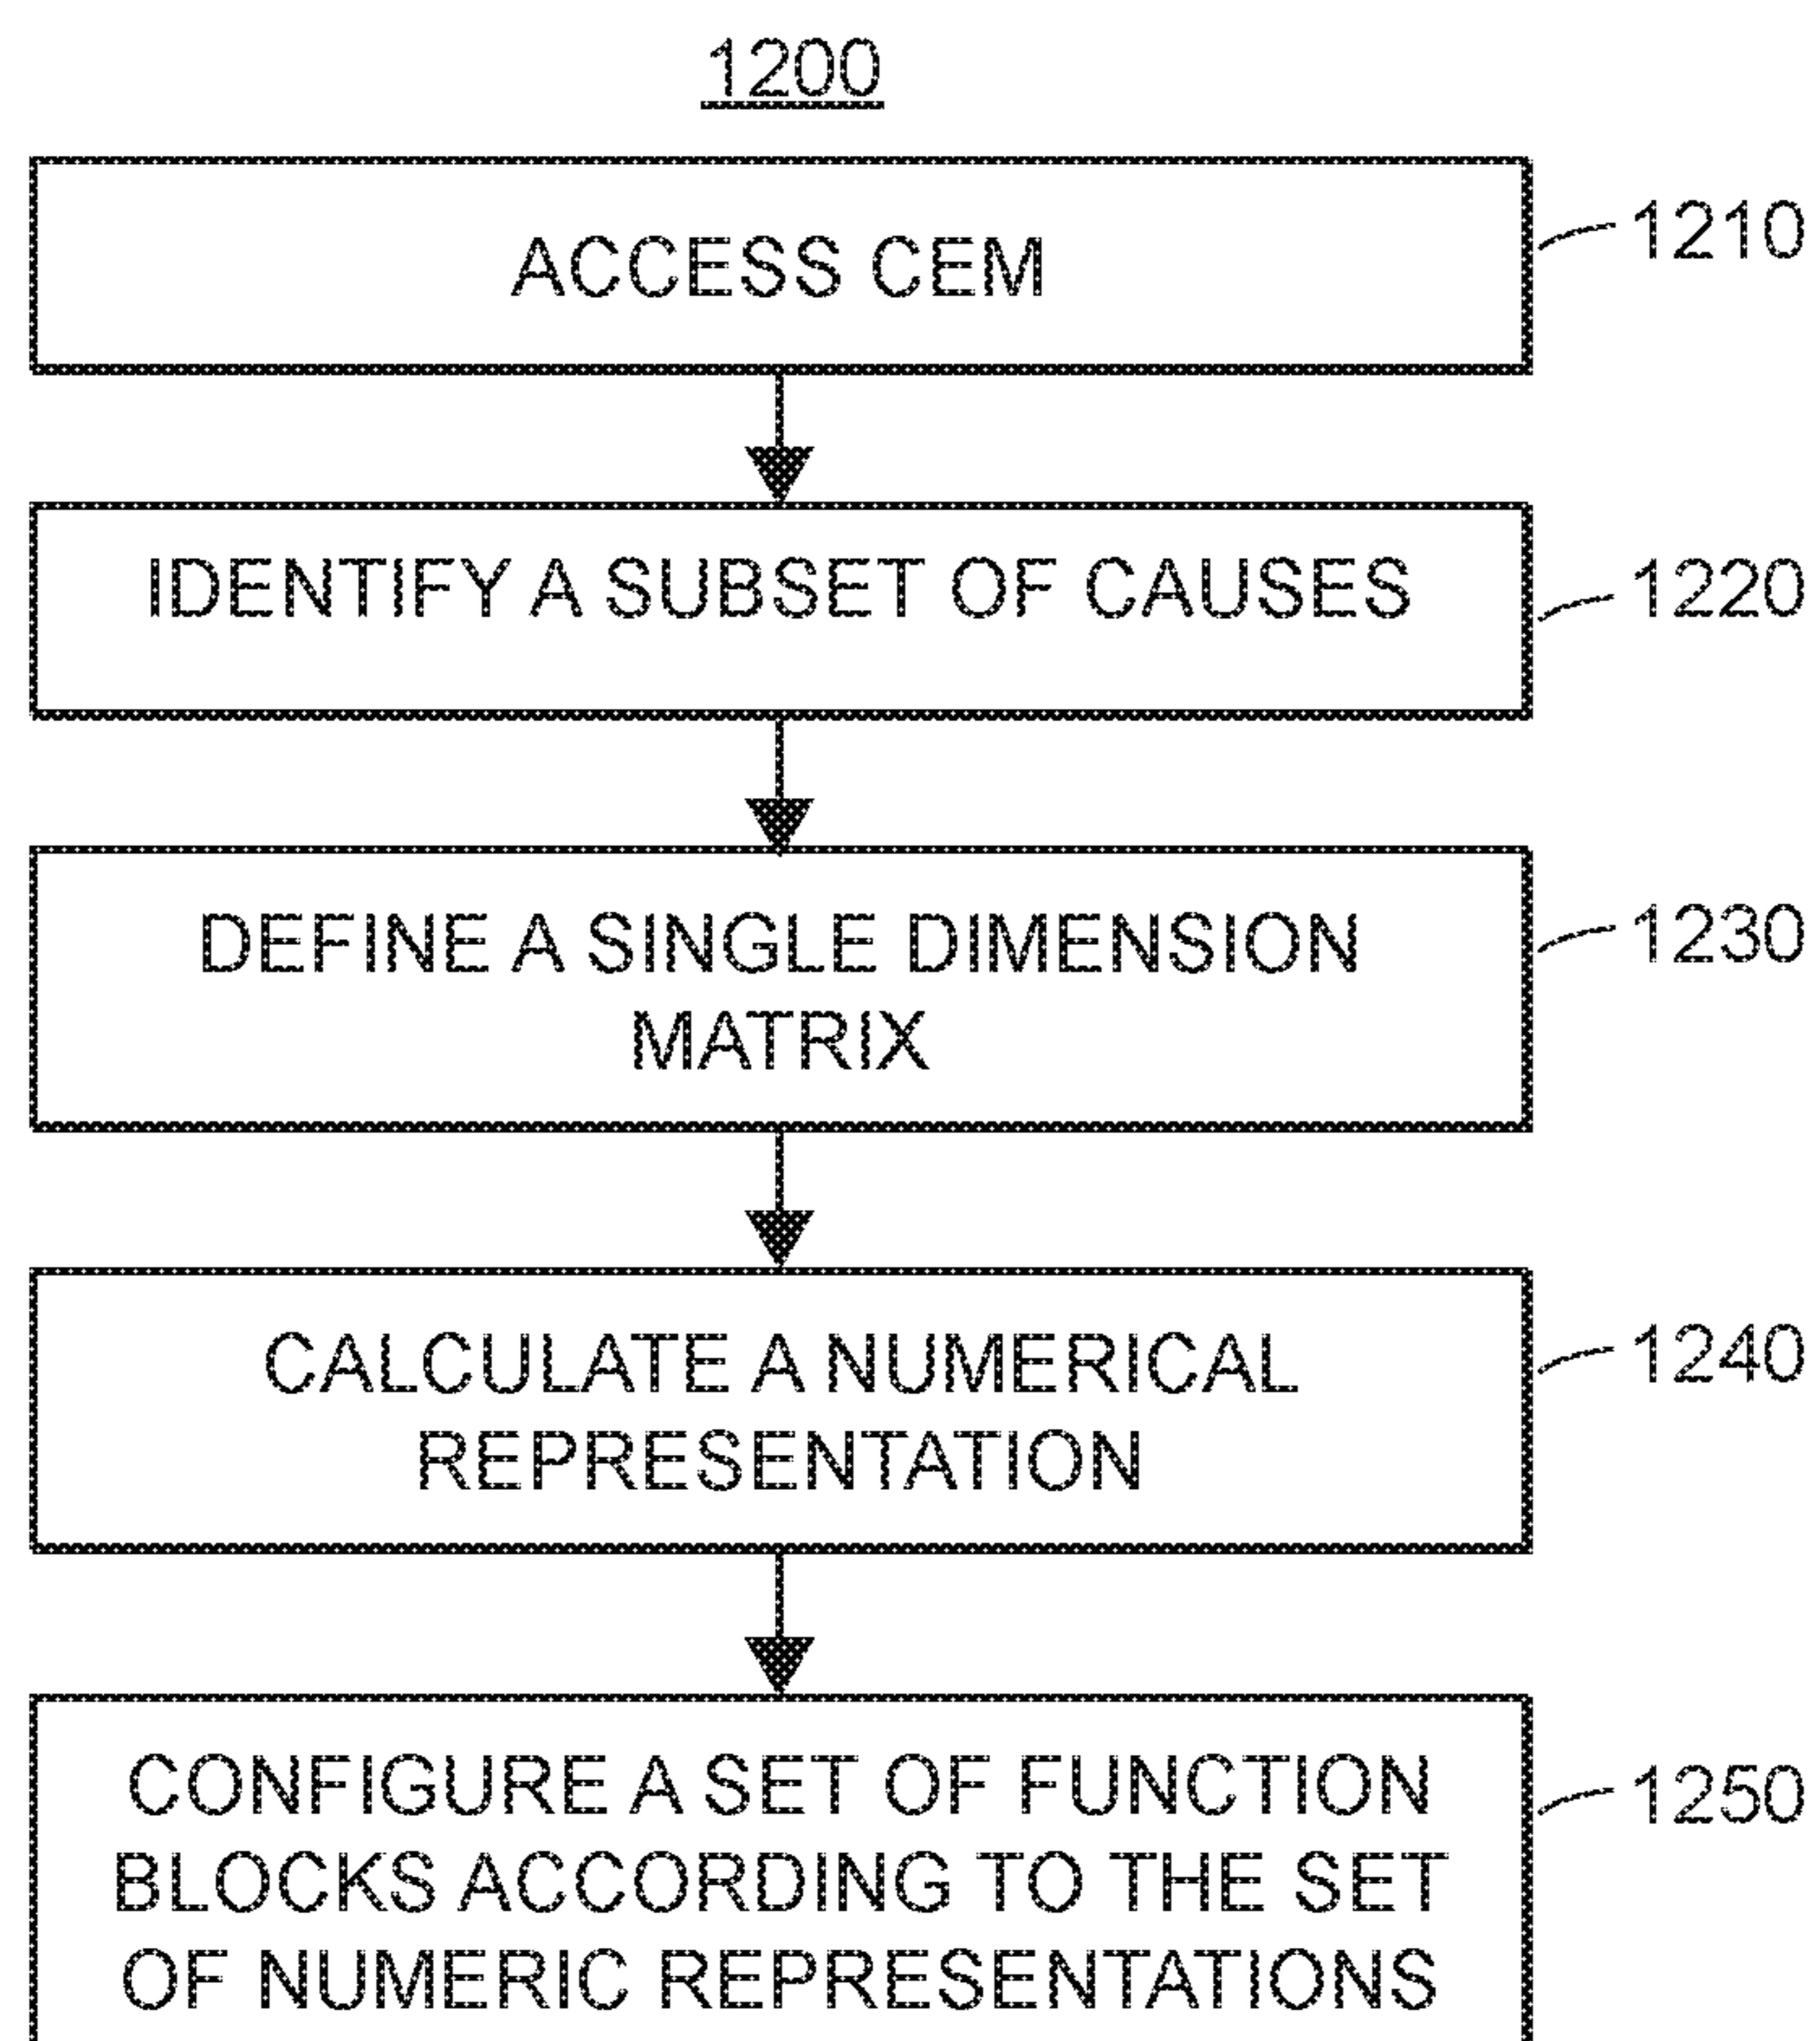 1200
ACCESS CEM
1210
IDENTIFY A SUBSET OF CAUSES
1220
DEFINE A SINGLE DIMENSION
MATRIX
1230
CALCULATE A NUMERICAL
REPRESENTATION
1240
CONFIGURE A SET OF FUNCTION
BLOCKS ACCORDING TO THE SET
OF NUMERIC REPRESENTATIONS
1250